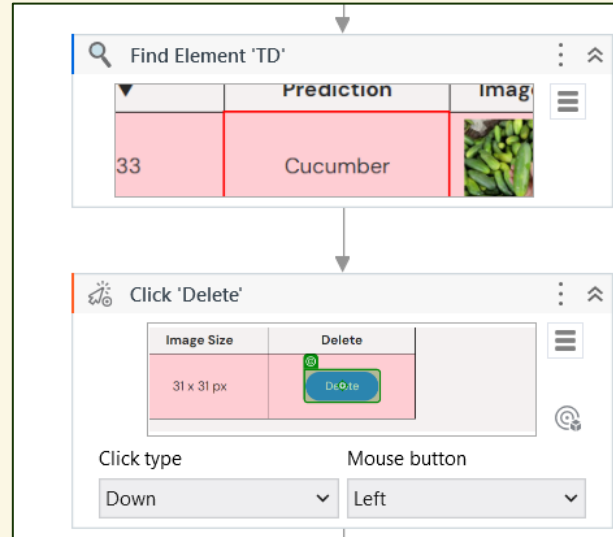 Find Element 'TD'
▼ Prediction
33 Cucumber
Click 'Delete'
Image Size Delete
31 x 31 px Delete
Click type Mouse button
Down Left